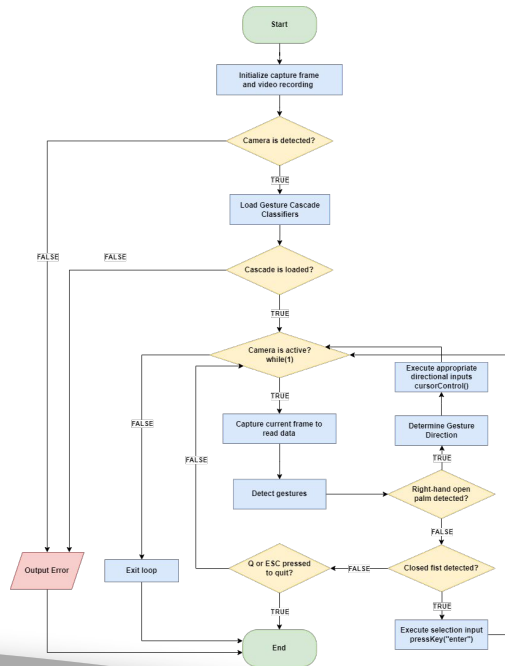 Start
Initialize capture frame
and video recording
Camera is detected?
TRUE
Load Gesture Cascade
Classifiers
FALSE
FALSE
Cascade is loaded?
TRUE
Camera is active?
while(1)
Execute appropriate
directional inputs
cursorControl()
TRUE
Capture current frame to
read data
Determine Gesture
Direction
FALSE
FALSE
TRUE
Detect gestures
Right-hand open
palm detected?
FALSE
Output Error
Exit loop
Q or ESC pressed
to quit?
FALSE
Closed fist detected?
TRUE
TRUE
Execute selection input
pressKey("enter")
End